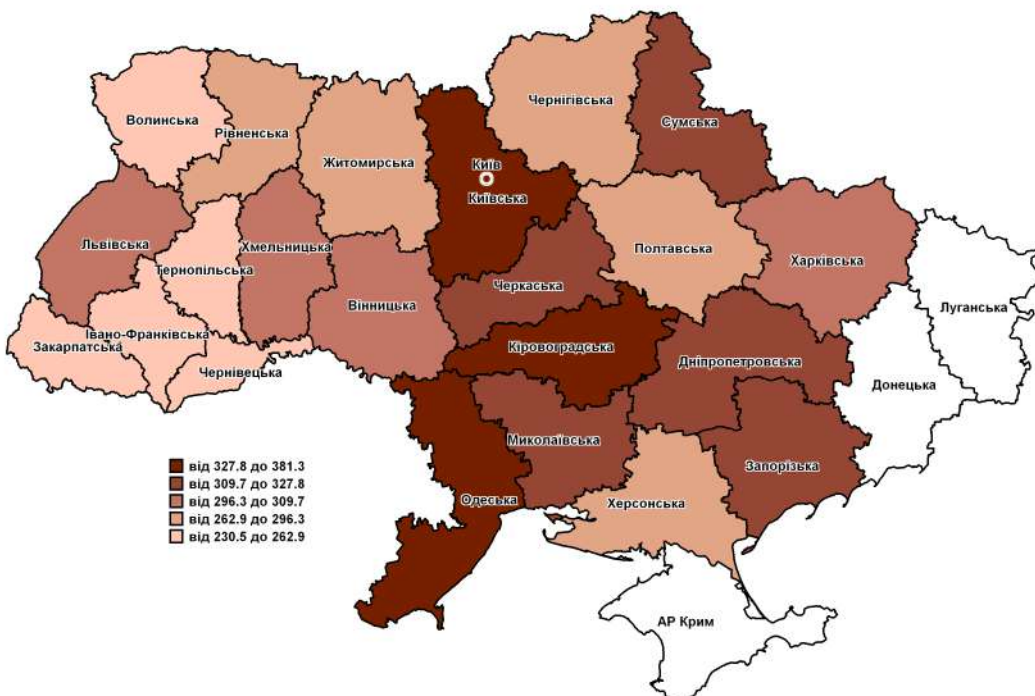 Чернігівська
Волинська
Сумська
Рівненська
Житомирська
Київ
Київська
Львівська
Хмельницька
Полтавська
Харківська
Тернопільська
Черкаська
Вінницька
Луганська
Івано-Франківська
Закарпатська
Кіровоградська
Дніпропетровська
Чернівецька
Донецька
Миколаївська
Запорізька
від 327.8 до 381.3
від 309.7 до 327.8
від 296.3 до 309.7
від 262.9 до 296.3
від 230.5 до 262.9
Одеська
Херсонська
АР Крим